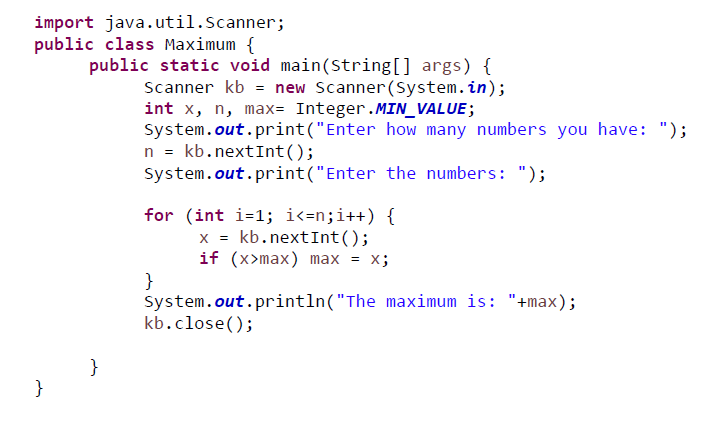 import java.util.Scanner;
public class Maximum {
public static void main(String[] args) {
Scanner kb = new Scanner(System.in);
int x, n, max= Integer.MIN_VALUE;
System.out.print("Enter how many numbers you have: ");
n = kb.nextInt();
System.out.print("Enter the numbers: ");
for (int i=1; i<=n;i++) {
x = kb.nextInt();
if (x>max) max = x;
}
System.out.println("The maximum is: "+max);
kb.close();
}
}